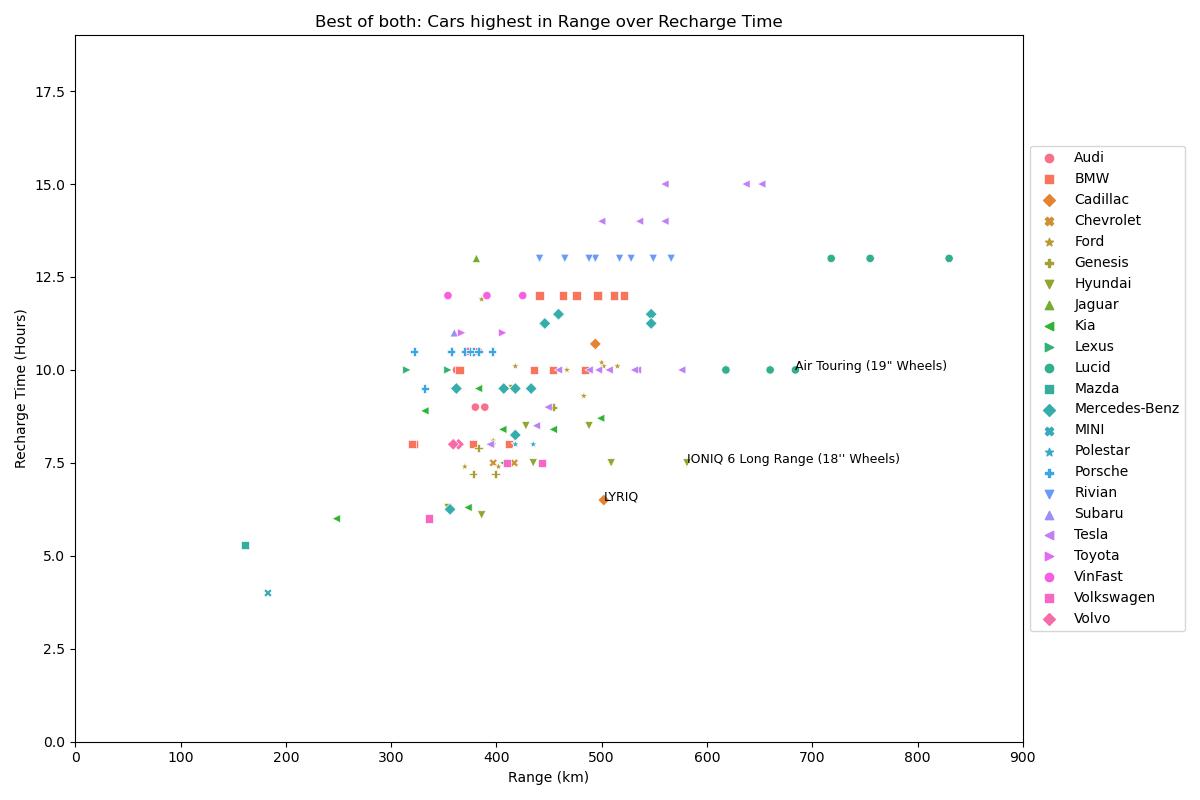 Best of both: Cars highest in Range over Recharge Time
17.5
15.0
12.5
10.0
7.5
5.0
2.5
0.0
Recharge Time (Hours)
Air Touring (19" Wheels)
IONIQ 6 Long Range (18'' Wheels)
LYRIQ
0 100 200 300 400 500 600 700 800 900
Range (km)
Audi
BMW
Cadillac
Chevrolet
Ford
Genesis
Hyundai
Jaguar
Kia
Lexus
Lucid
Mazda
Mercedes-Benz
MINI
Polestar
Porsche
Rivian
Subaru
Tesla
Toyota
VinFast
Volkswagen
Volvo